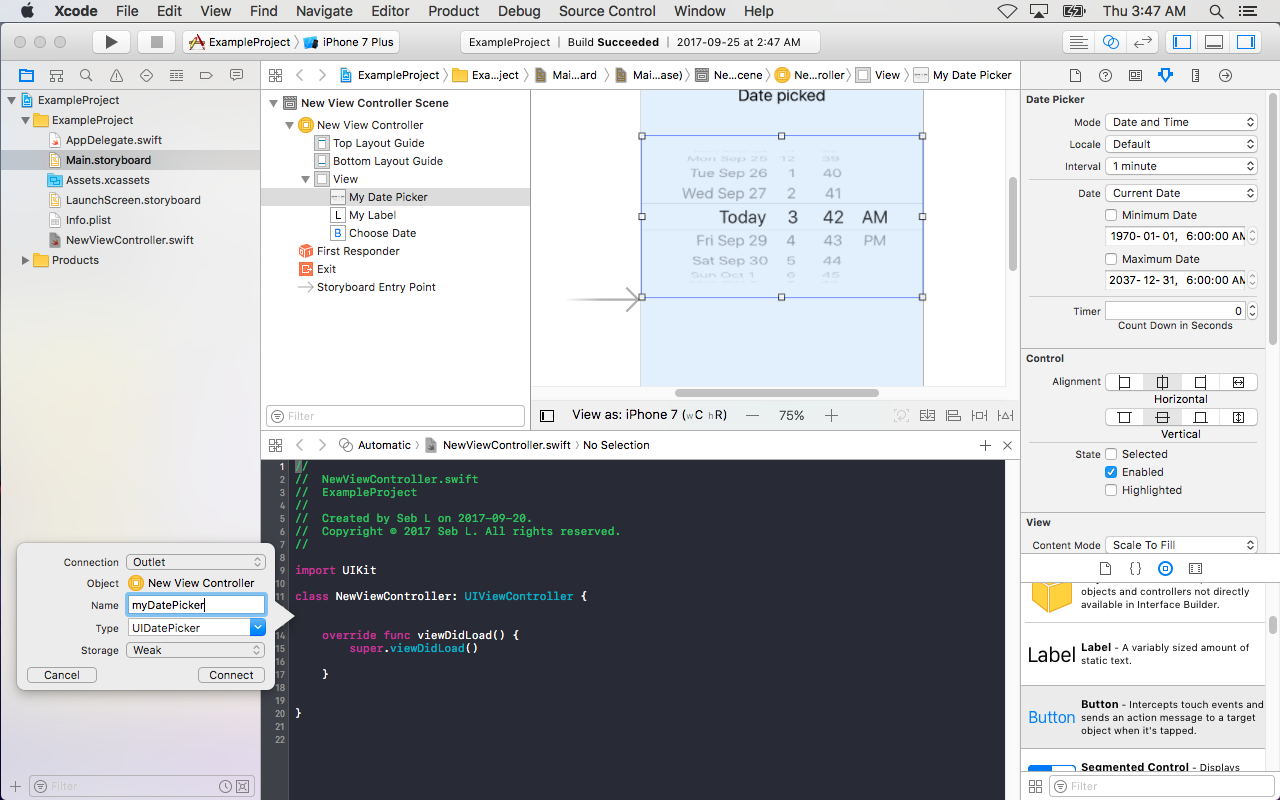 Xcode File Edit View Find Navigate Editor Product Debug Source Control Window Help Thu 3:47 AM
ExampleProject iPhone 7 Plus ExampleProject | Build Succeeded | 2017-09-25 at 2:47 AM
ExampleProject
ExampleProject
AppDelegate.swift
Main.storyboard
Assets.xcassets
LaunchScreen.storyboard
Info.plist
NewViewController.swift
Products
Filter
ExampleProject Exa...ject Mai...ard Mai...ase) Ne...cene Ne...roller View My Date Picker
New View Controller Scene
New View Controller
Top Layout Guide
Bottom Layout Guide
View
My Date Picker
L My Label
B Choose Date
First Responder
Exit
Storyboard Entry Point
Filter
Date picked
Mon Sep 25 12 39
Tue Sep 26 1 40
Wed Sep 27 2 41
Today 3 42 AM
Fri Sep 29 4 43 PM
Sat Sep 30 5 44
Sun Oct 1 6 45
View as: iPhone 7 (wC hR) — 75% +
Automatic NewViewController.swift No Selection
1 //
2 // NewViewController.swift
3 // ExampleProject
4 //
5 // Created by Seb L on 2017-09-20.
6 // Copyright © 2017 Seb L. All rights reserved.
7 //
8
9 import UIKit
10
11 class NewViewController: UIViewController {
14 override func viewDidLoad() {
15 super.viewDidLoad()
16
17 }
18
19
20 }
21
22
Connection Outlet
Object New View Controller
Name myDatePicker
Type UIDatePicker
Storage Weak
Cancel Connect
Date Picker
Mode Date and Time
Locale Default
Interval 1 minute
Date Current Date
Minimum Date
1970-01-01, 6:00:00 AM
Maximum Date
2037-12-31, 6:00:00 AM
Timer 0
Count Down in Seconds
Control
Alignment
Horizontal
Vertical
State Selected
Enabled
Highlighted
View
Content Mode Scale To Fill
{}
objects and controllers not directly
available in Interface Builder.
Label Label - A variably sized amount of
static text.
Button Button - Intercepts touch events and
sends an action message to a target
object when it's tapped.
Segmented Control - Displays
Filter